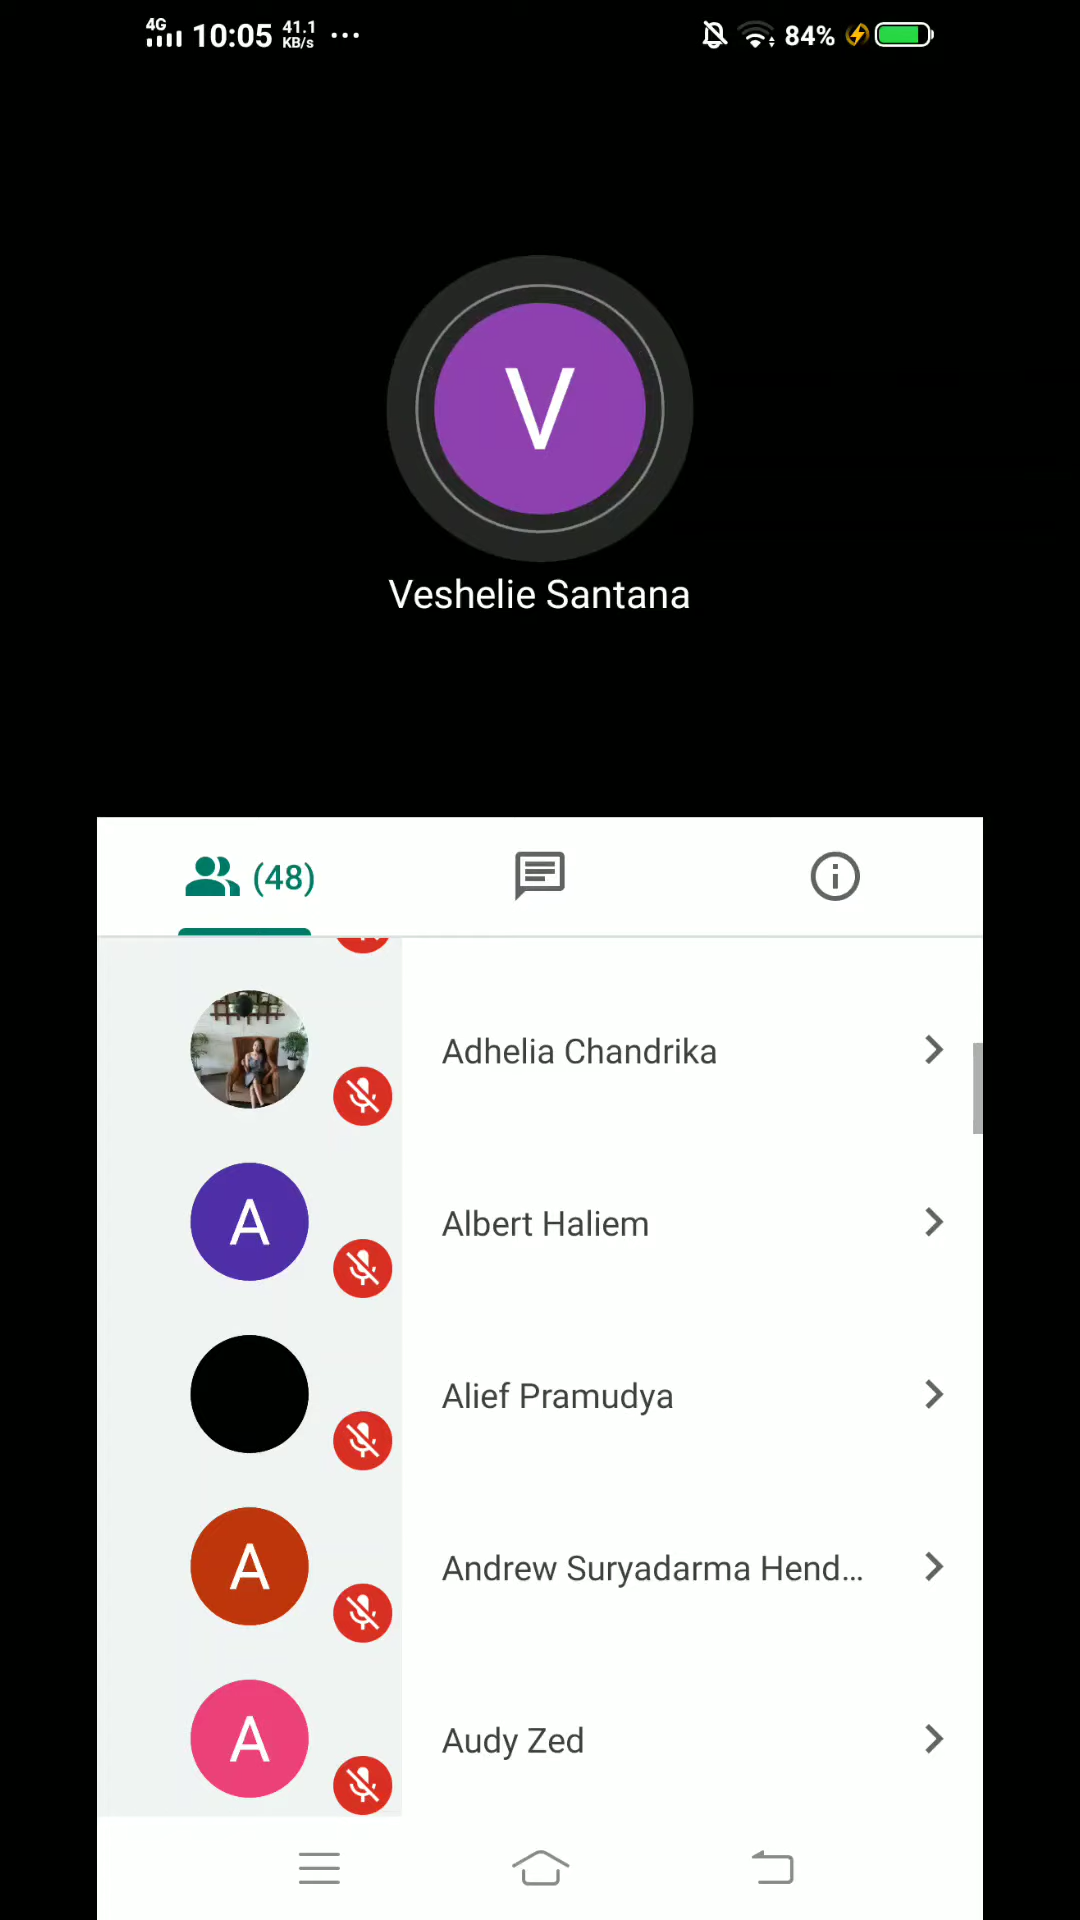 4G 10:05 41.1 KB/s ... 84%
V
Veshelie Santana
(48)
Adhelia Chandrika
A Albert Haliem
Alief Pramudya
A Andrew Suryadarma Hend...
A Audy Zed